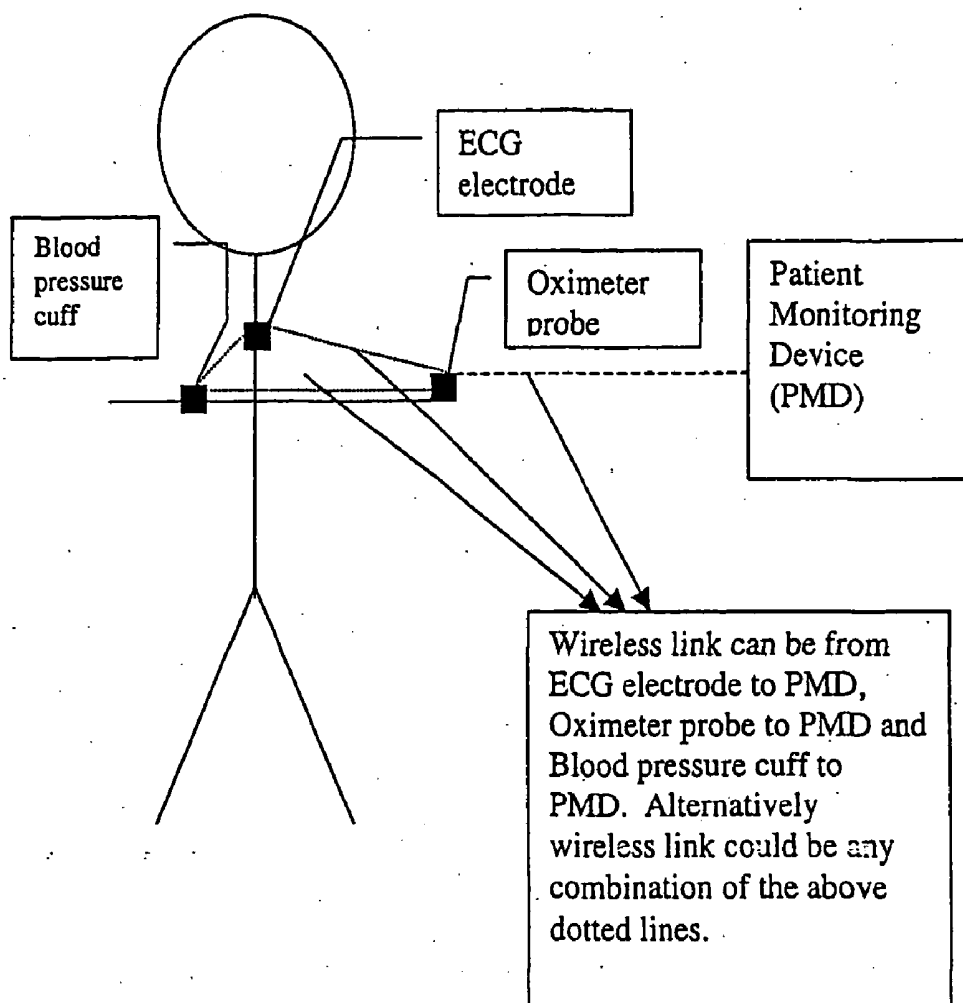 ECG
electrode
Blood
pressure
cuff
Oximeter
probe
Patient
Monitoring
Device
(PMD)
Wireless link can be from
ECG electrode to PMD,
Oximeter probe to PMD and
Blood pressure cuff to
PMD. Alternatively
wireless link could be any
combination of the above
dotted lines.